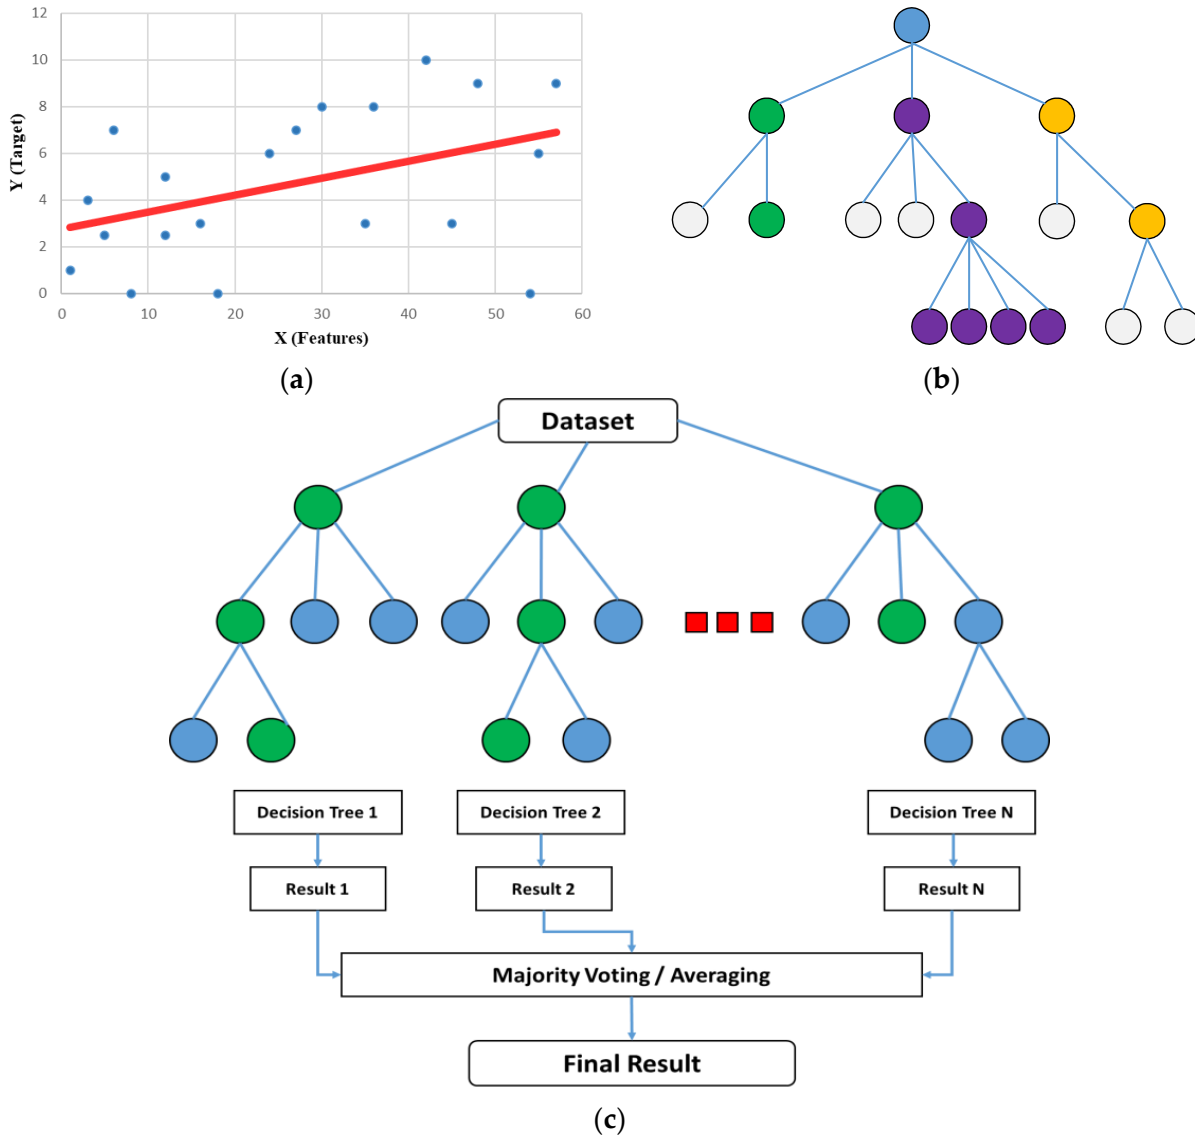 12
10
8
6
4
2
0
Y (Target)
0 10 20 30 40 50 60
X (Features)
(a)
(b)
Dataset
Decision Tree 1 Decision Tree 2 Decision Tree N
Result 1 Result 2 Result N
Majority Voting / Averaging
Final Result
(c)